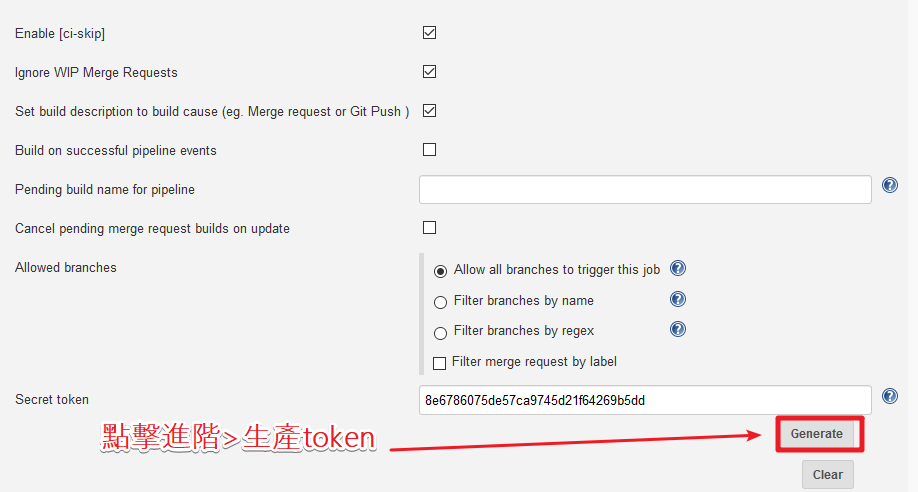 Enable [ci-skip]
Ignore WIP Merge Requests
Set build description to build cause (eg. Merge request or Git Push )
Build on successful pipeline events
Pending build name for pipeline
Cancel pending merge request builds on update
Allowed branches
Allow all branches to trigger this job
Filter branches by name
Filter branches by regex
Filter merge request by label
Secret token
8e6786075de57ca9745d21f64269b5dd
點擊進階>生產token
Generate
Clear